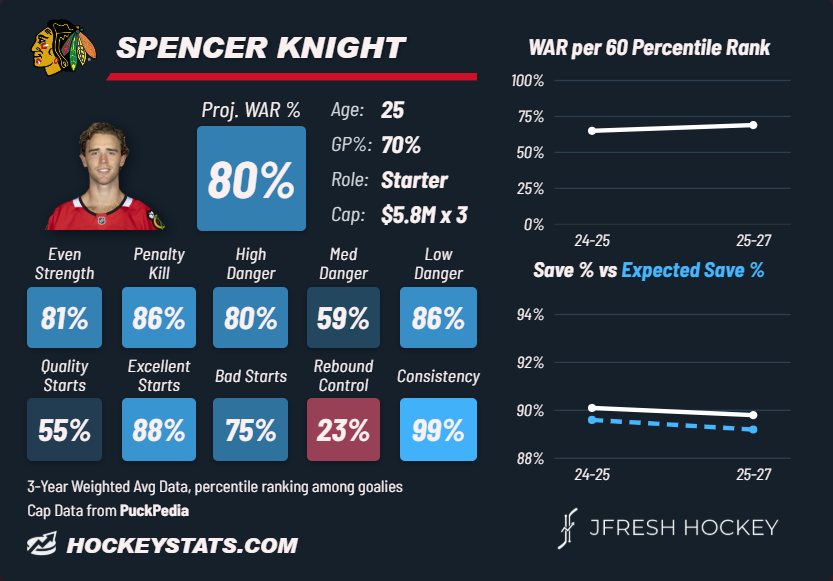 SPENCER KNIGHT
Proj. WAR %
80%
Age: 25
GP%: 70%
Role: Starter
Cap: $5.8M x 3
Even
Strength
81%
Penalty
Kill
86%
High
Danger
80%
Med
Danger
59%
Low
Danger
86%
Quality
Starts
55%
Excellent
Starts
88%
Bad Starts
75%
Rebound
Control
23%
Consistency
99%
3-Year Weighted Avg Data, percentile ranking among goalies
Cap Data from PuckPedia
HOCKEYSTATS.COM
WAR per 60 Percentile Rank
100%
75%
50%
25%
0%
24-25 25-27
Save % vs Expected Save %
94%
92%
90%
88%
24-25 25-27
JFRESH HOCKEY